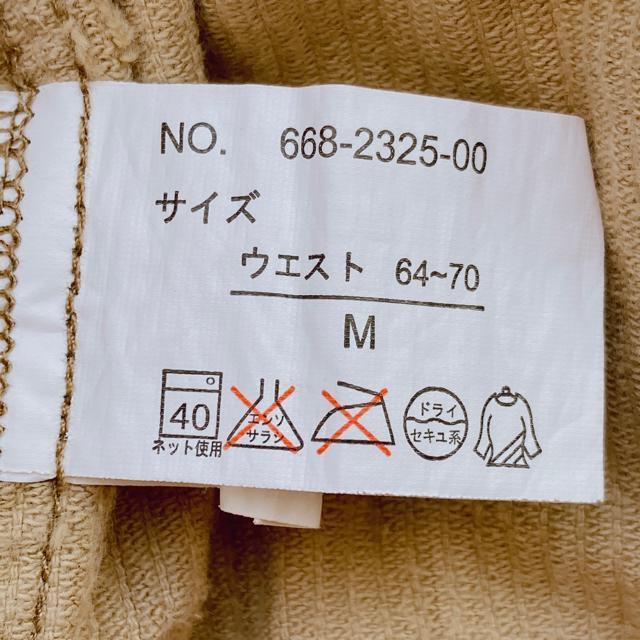 NO. 668-2325-00
サイズ
ウエスト 64~70
M
40
ネット使用
エンソ
サラシ
ドライ
セキユ系